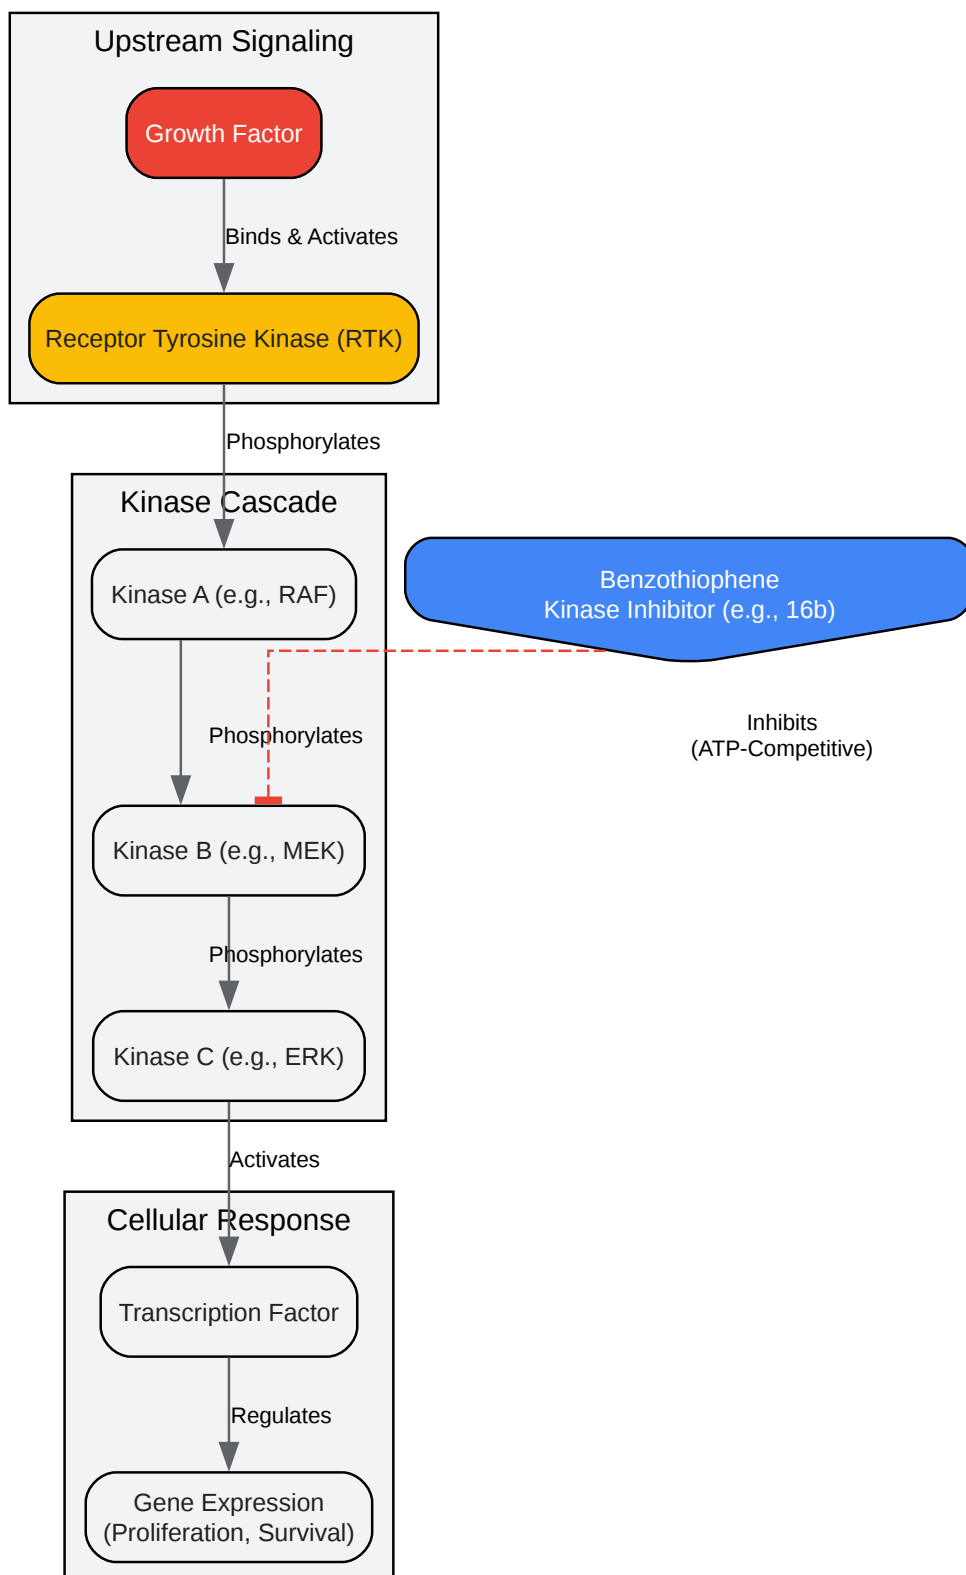 Upstream Signaling
Growth Factor
Binds & Activates
Receptor Tyrosine Kinase (RTK)
Phosphorylates
Kinase Cascade
Kinase A (e.g., RAF)
Benzothiophene
Kinase Inhibitor (e.g., 16b)
Phosphorylates
Inhibits
(ATP-Competitive)
Kinase B (e.g., MEK)
Phosphorylates
Kinase C (e.g., ERK)
Activates
Cellular Response
Transcription Factor
Regulates
Gene Expression
(Proliferation, Survival)